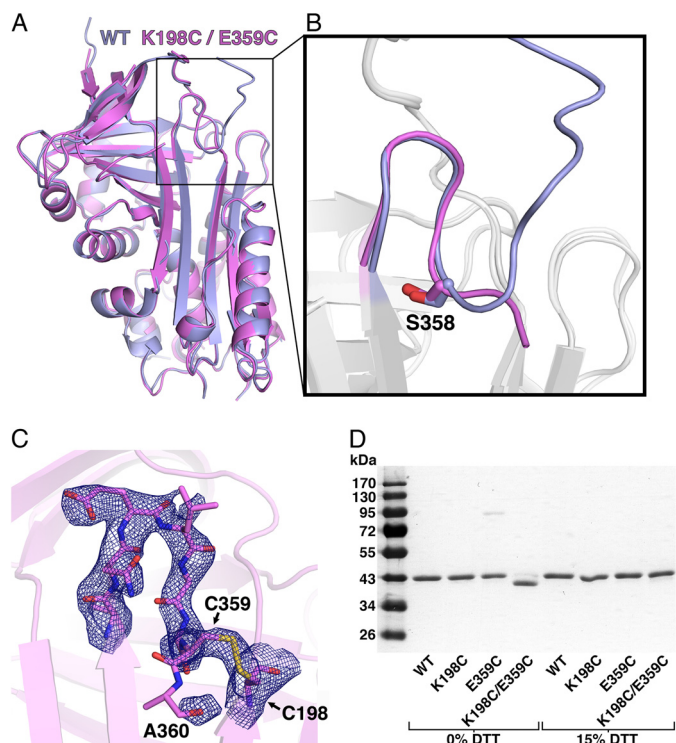 A
B
WT K198C / E359C
S358
C
C359
C198
A360
D
kDa
170
130
95
72
55
43
34
26
WT
K198C
E359C
K198C/E359C
WT
K198C
E359C
K198C/E359C
0% DTT
15% DTT